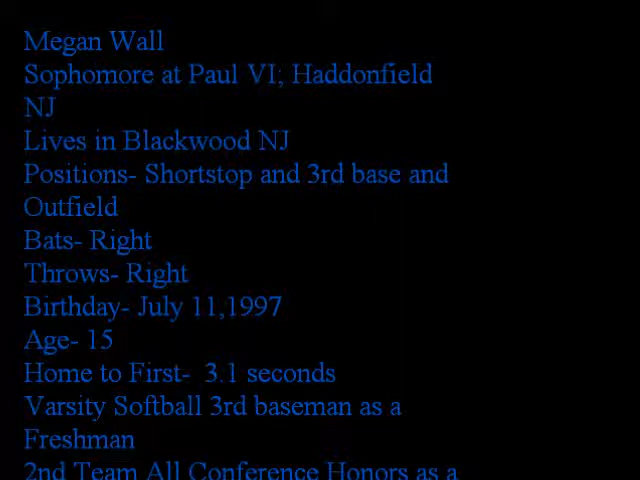 Megan Wall
Sophomore at Paul VI; Haddonfield
NJ
Lives in Blackwood NJ
Positions- Shortstop and 3rd base and
Outfield
Bats- Right
Throws- Right
Birthday- July 11,1997
Age- 15
Home to First-  3.1 seconds
Varsity Softball 3rd baseman as a
Freshman
2nd Team All Conference Honors as a